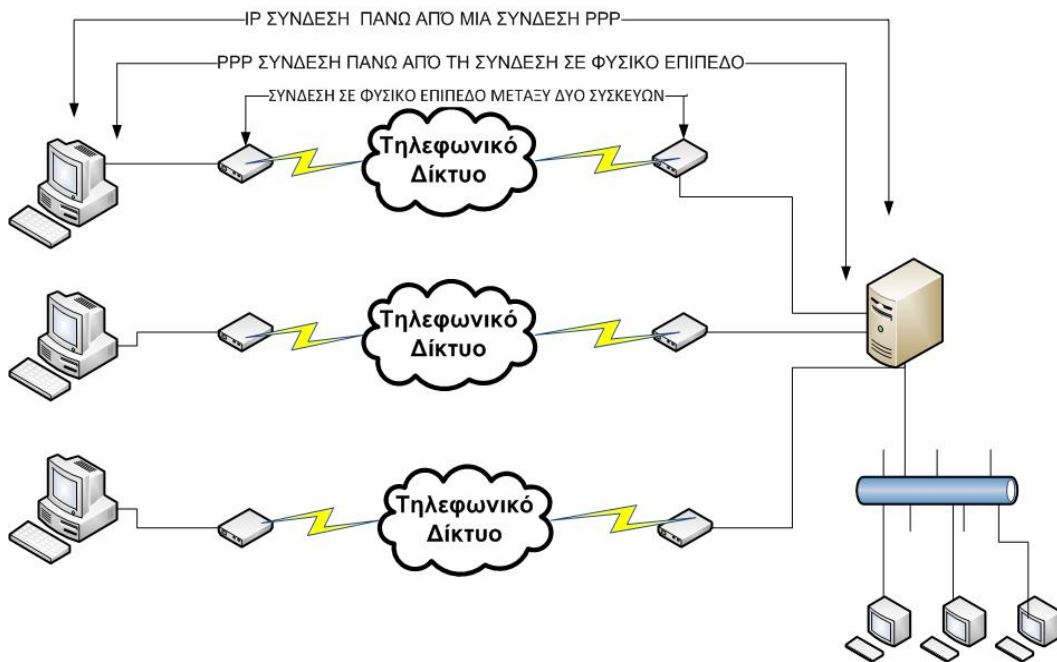 IP ΣΥΝΔΕΣΗ ΠΑΝΩ ΑΠΌ ΜΙΑ ΣΥΝΔΕΣΗ PPP
PPP ΣΥΝΔΕΣΗ ΠΑΝΩ ΑΠΌ ΤΗ ΣΥΝΔΕΣΗ ΣΕ ΦΥΣΙΚΟ ΕΠΙΠΕΔΟ
ΣΥΝΔΕΣΗ ΣΕ ΦΥΣΙΚΟ ΕΠΙΠΕΔΟ ΜΕΤΑΞΥ ΔΥΟ ΣΥΣΚΕΥΩΝ
Τηλεφωνικό
Δίκτυο
Τηλεφωνικό
Δίκτυο
Τηλεφωνικό
Δίκτυο